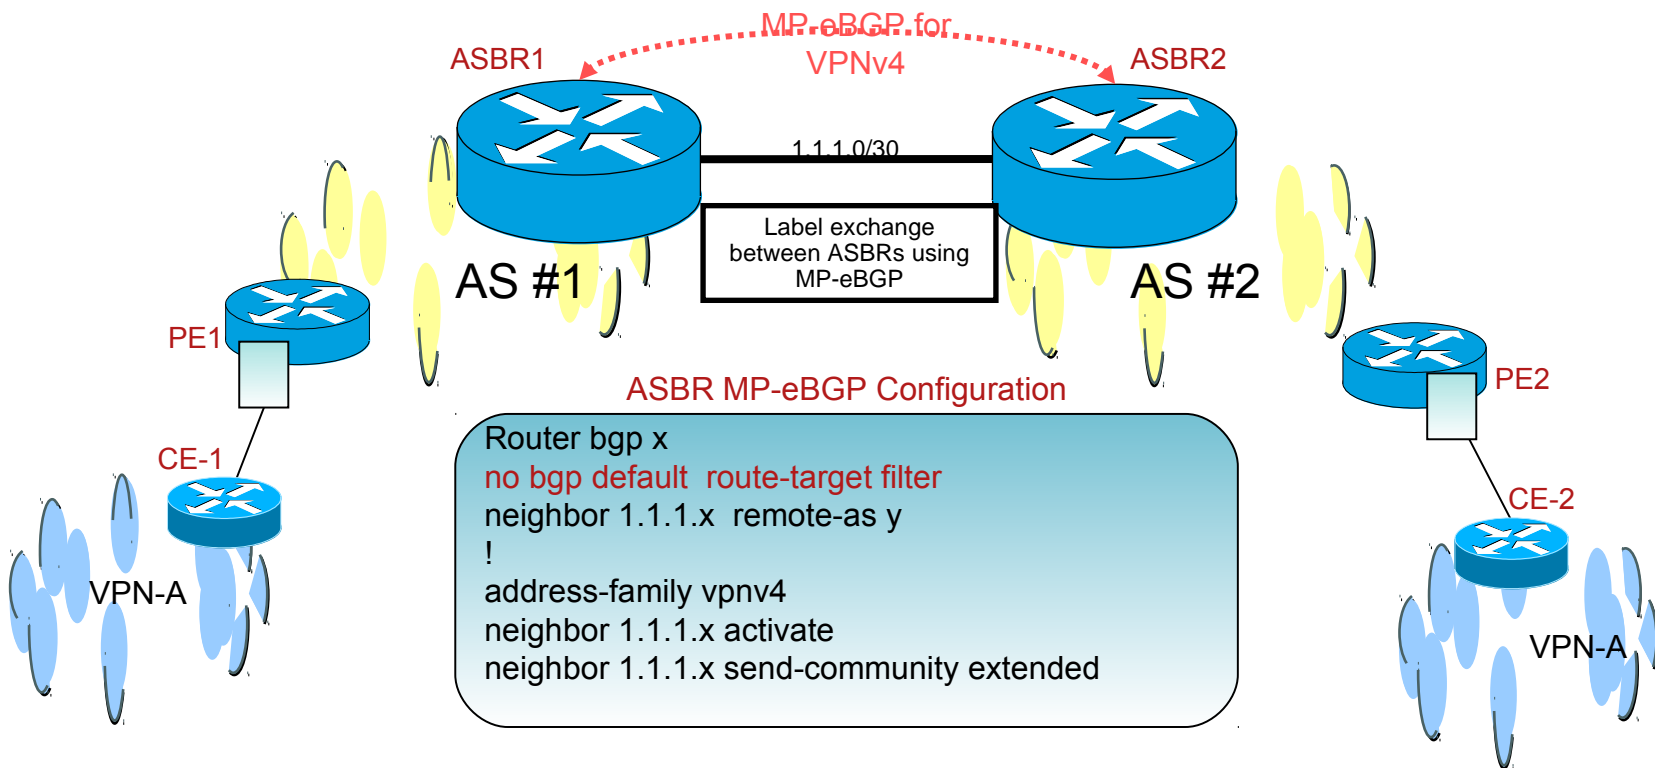 MP-eBGP for
VPNv4
ASBR1
ASBR2
1.1.1.0/30
Label exchange
between ASBRs using
MP-eBGP
AS #1
AS #2
PE1
PE2
ASBR MP-eBGP Configuration
CE-1
CE-2
VPN-A
VPN-A
Router bgp x
no bgp default  route-target filter
neighbor 1.1.1.x  remote-as y
!
address-family vpnv4
neighbor 1.1.1.x activate
neighbor 1.1.1.x send-community extended